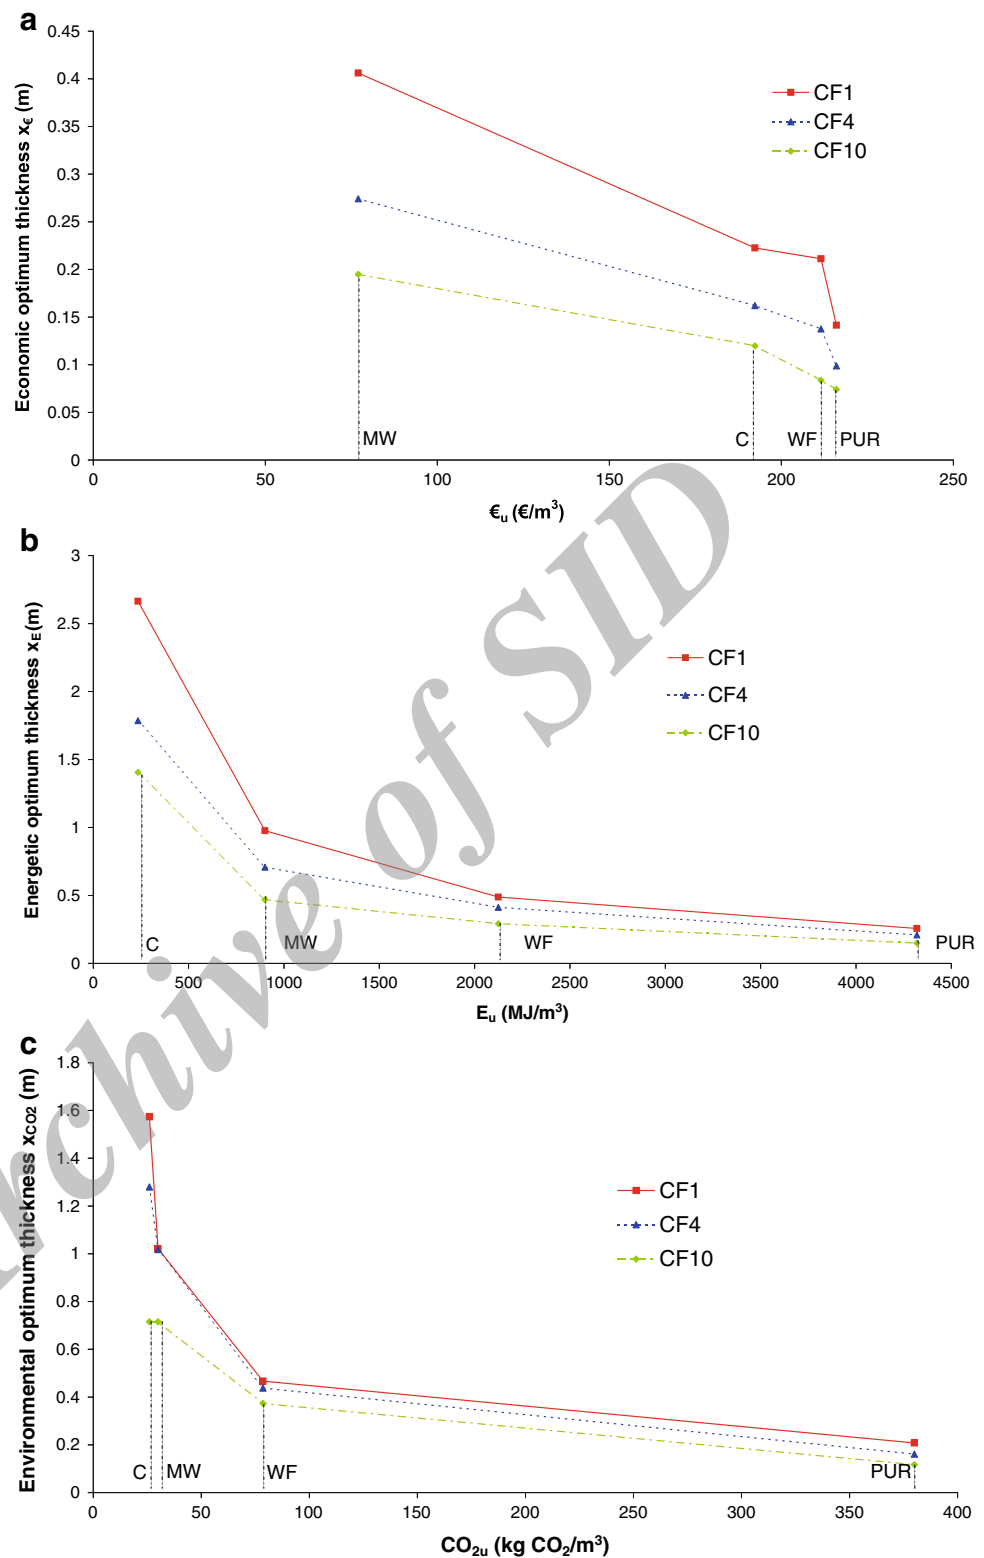 a
Economic optimum thickness x€ (m)
0.45
0.4
0.35
0.3
0.25
0.2
0.15
0.1
0.05
0
CF1
CF4
CF10
MW
C
WF
PUR
0
50
100
150
200
250
€u (€/m³)
b
Energetic optimum thickness xE (m)
3
2.5
2
1.5
1
0.5
0
CF1
CF4
CF10
C
MW
WF
PUR
0
500
1000
1500
2000
2500
3000
3500
4000
4500
Eu (MJ/m³)
c
Environmental optimum thickness xCO2 (m)
1.8
1.6
1.4
1.2
1
0.8
0.6
0.4
0.2
0
CF1
CF4
CF10
C
MW
WF
PUR
0
50
100
150
200
250
300
350
400
CO2u (kg CO2/m³)
rchive of SID